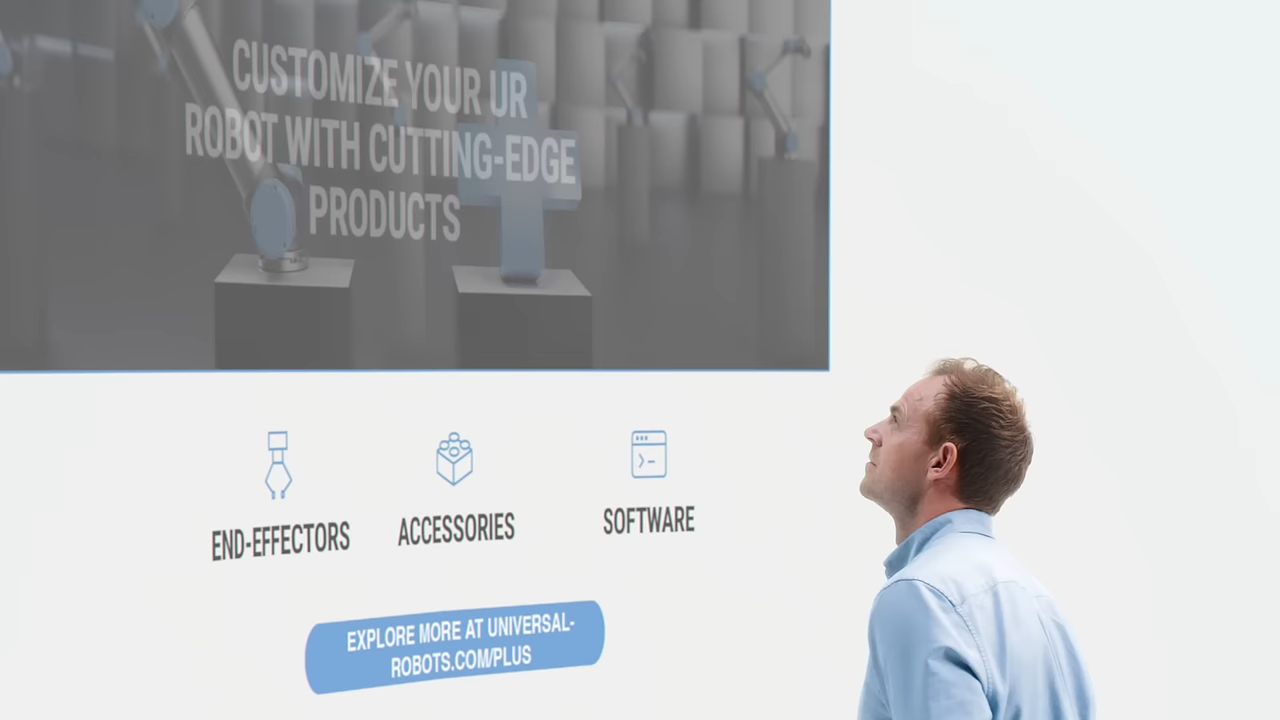 CUSTOMIZE YOUR UR
ROBOT WITH CUTTING-EDGE
PRODUCTS
END-EFFECTORS
ACCESSORIES
SOFTWARE
EXPLORE MORE AT UNIVERSAL-
ROBOTS.COM/PLUS